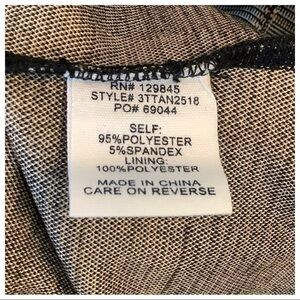 RN# 129845
STYLE# 3TTAN2518
PO# 69044
SELF:
95%POLYESTER
5%SPANDEX
LINING:
100%POLYESTER
MADE IN CHINA
CARE ON REVERSE